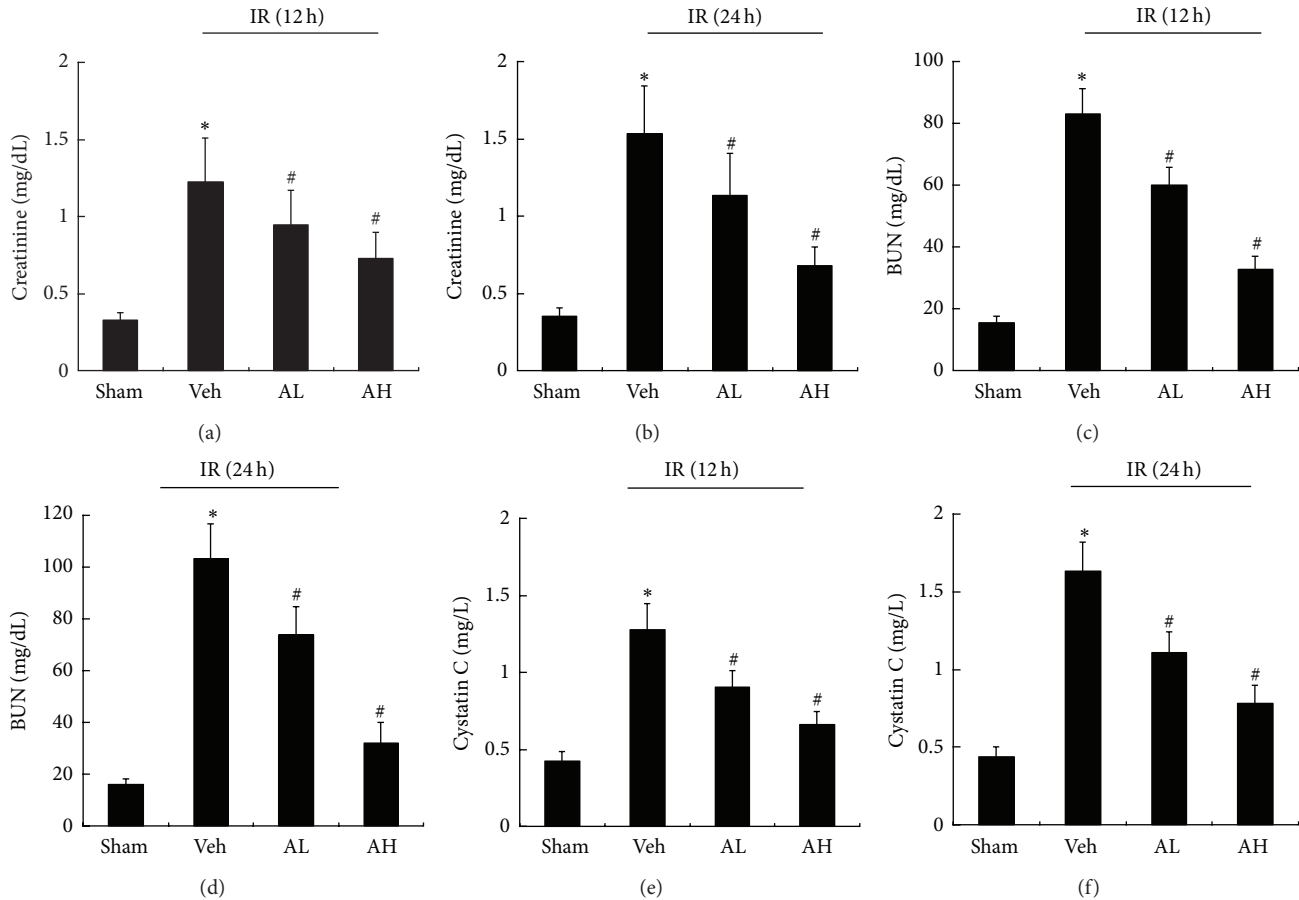 IR (12 h)
2
1.5
1
0.5
0
Creatinine (mg/dL)
*
#
#
Sham Veh AL AH
(a)
IR (24 h)
2
1.5
1
0.5
0
Creatinine (mg/dL)
*
#
#
Sham Veh AL AH
(b)
IR (12 h)
100
80
60
40
20
0
BUN (mg/dL)
*
#
#
Sham Veh AL AH
(c)
IR (24 h)
120
100
80
60
40
20
0
BUN (mg/dL)
*
#
#
Sham Veh AL AH
(d)
IR (12 h)
2
1.5
1
0.5
0
Cystatin C (mg/L)
*
#
#
Sham Veh AL AH
(e)
IR (24 h)
2
1.5
1
0.5
0
Cystatin C (mg/L)
*
#
#
Sham Veh AL AH
(f)